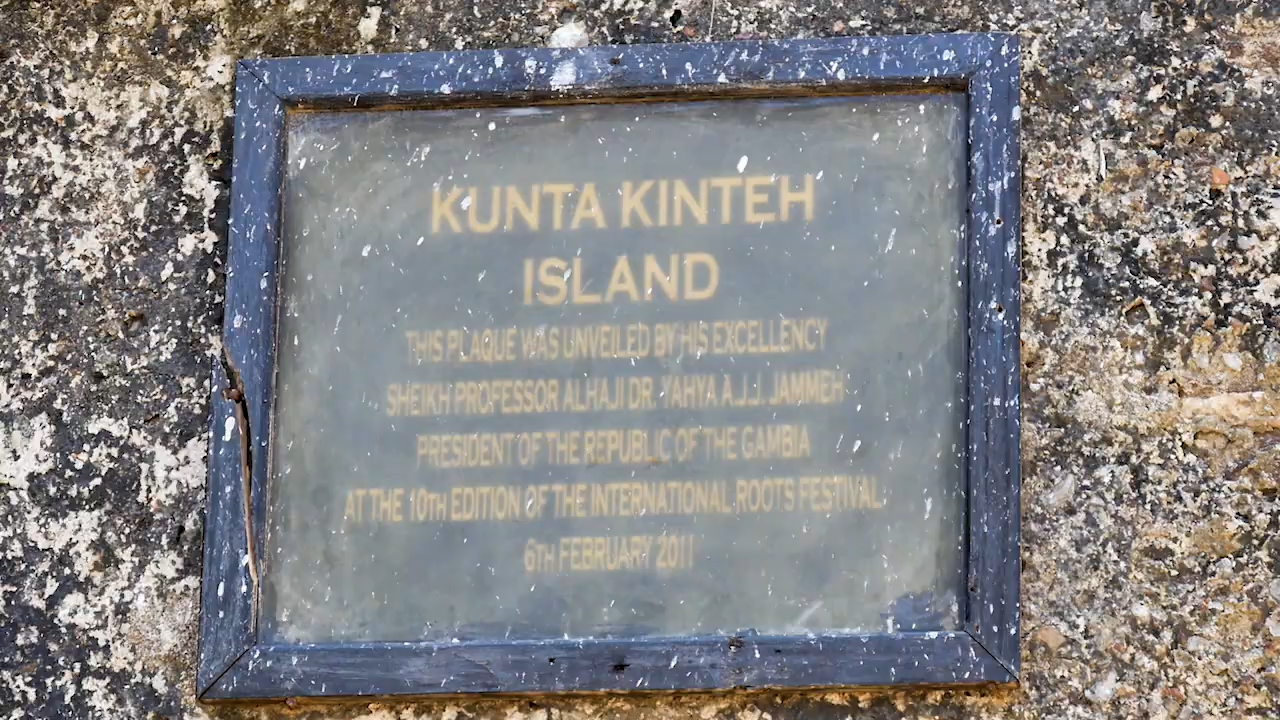 KUNTA KINTEH
ISLAND
THIS PLAQUE WAS UNVEILED BY HIS EXCELLENCY
SHEIKH PROFESSOR ALHAJI DR. YAHYA A.J.J. JAMMEH
PRESIDENT OF THE REPUBLIC OF THE GAMBIA
AT THE 10TH EDITION OF THE INTERNATIONAL ROOTS FESTIVAL
6TH FEBRUARY 2011